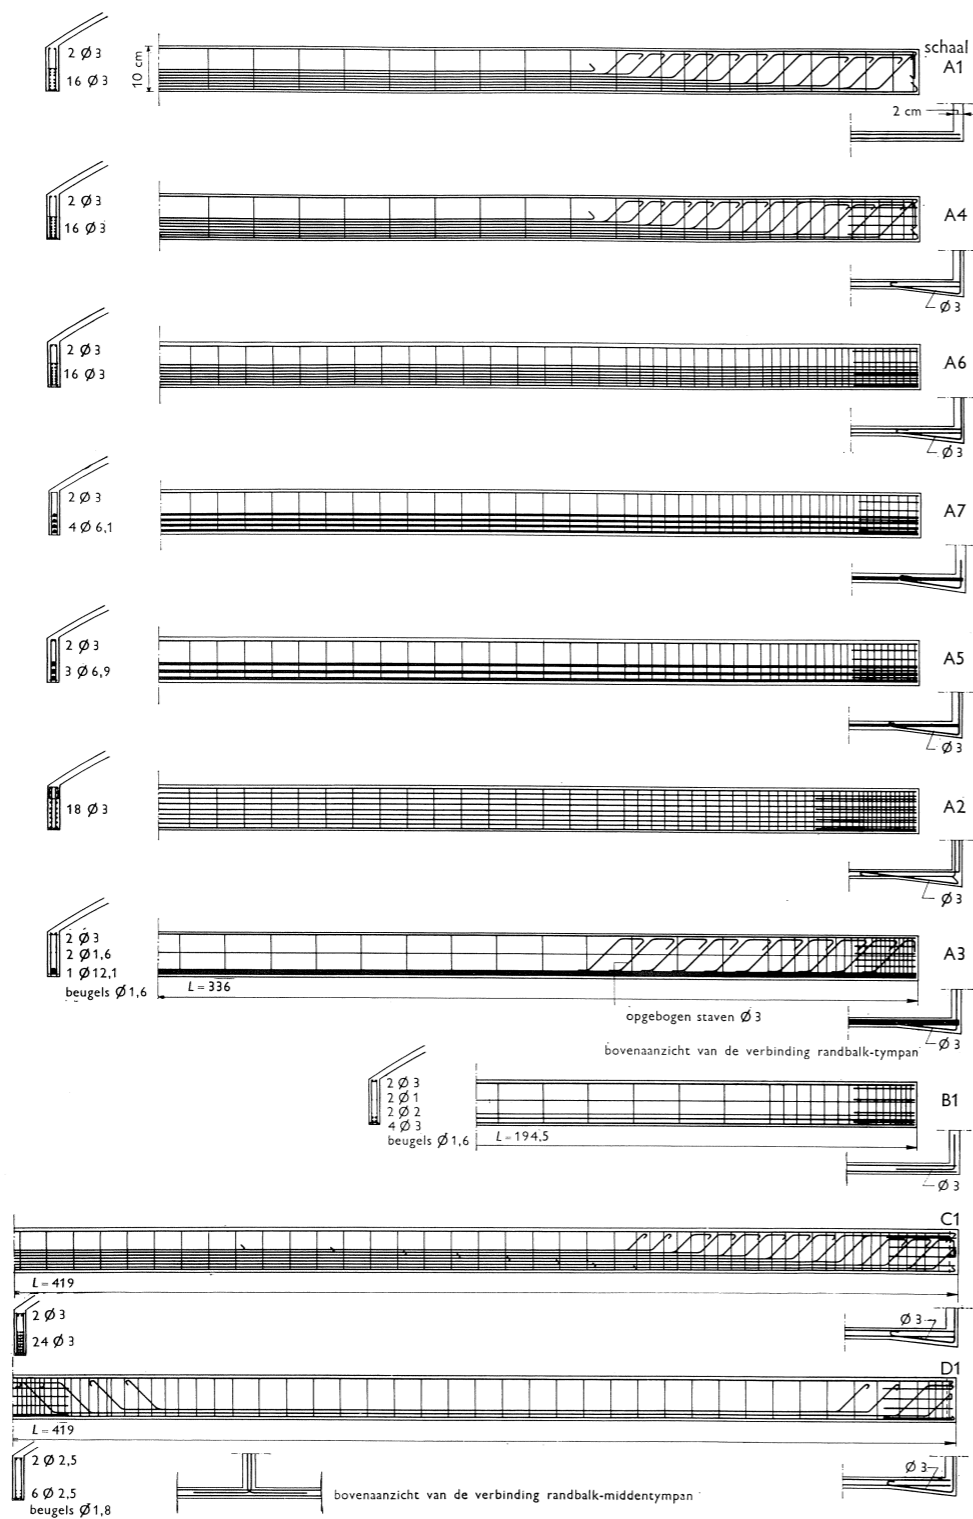 2 Ø 3
16 Ø 3
10 cm
schaal
A1
2 cm
2 Ø 3
16 Ø 3
A4
Ø 3
2 Ø 3
16 Ø 3
A6
Ø 3
2 Ø 3
4 Ø 6,1
A7
2 Ø 3
3 Ø 6,9
A5
Ø 3
18 Ø 3
A2
Ø 3
2 Ø 3
2 Ø 1,6
1 Ø 12,1
beugels Ø 1,6
L = 336
A3
opgebogen staven Ø 3
Ø 3
bovenaanzicht van de verbinding randbalk-tympan
2 Ø 3
2 Ø 1
2 Ø 2
4 Ø 3
beugels Ø 1,6
L = 194,5
B1
Ø 3
C1
L = 419
2 Ø 3
24 Ø 3
Ø 3
D1
L = 419
2 Ø 2,5
6 Ø 2,5
beugels Ø 1,8
bovenaanzicht van de verbinding randbalk-middentympan
Ø 3